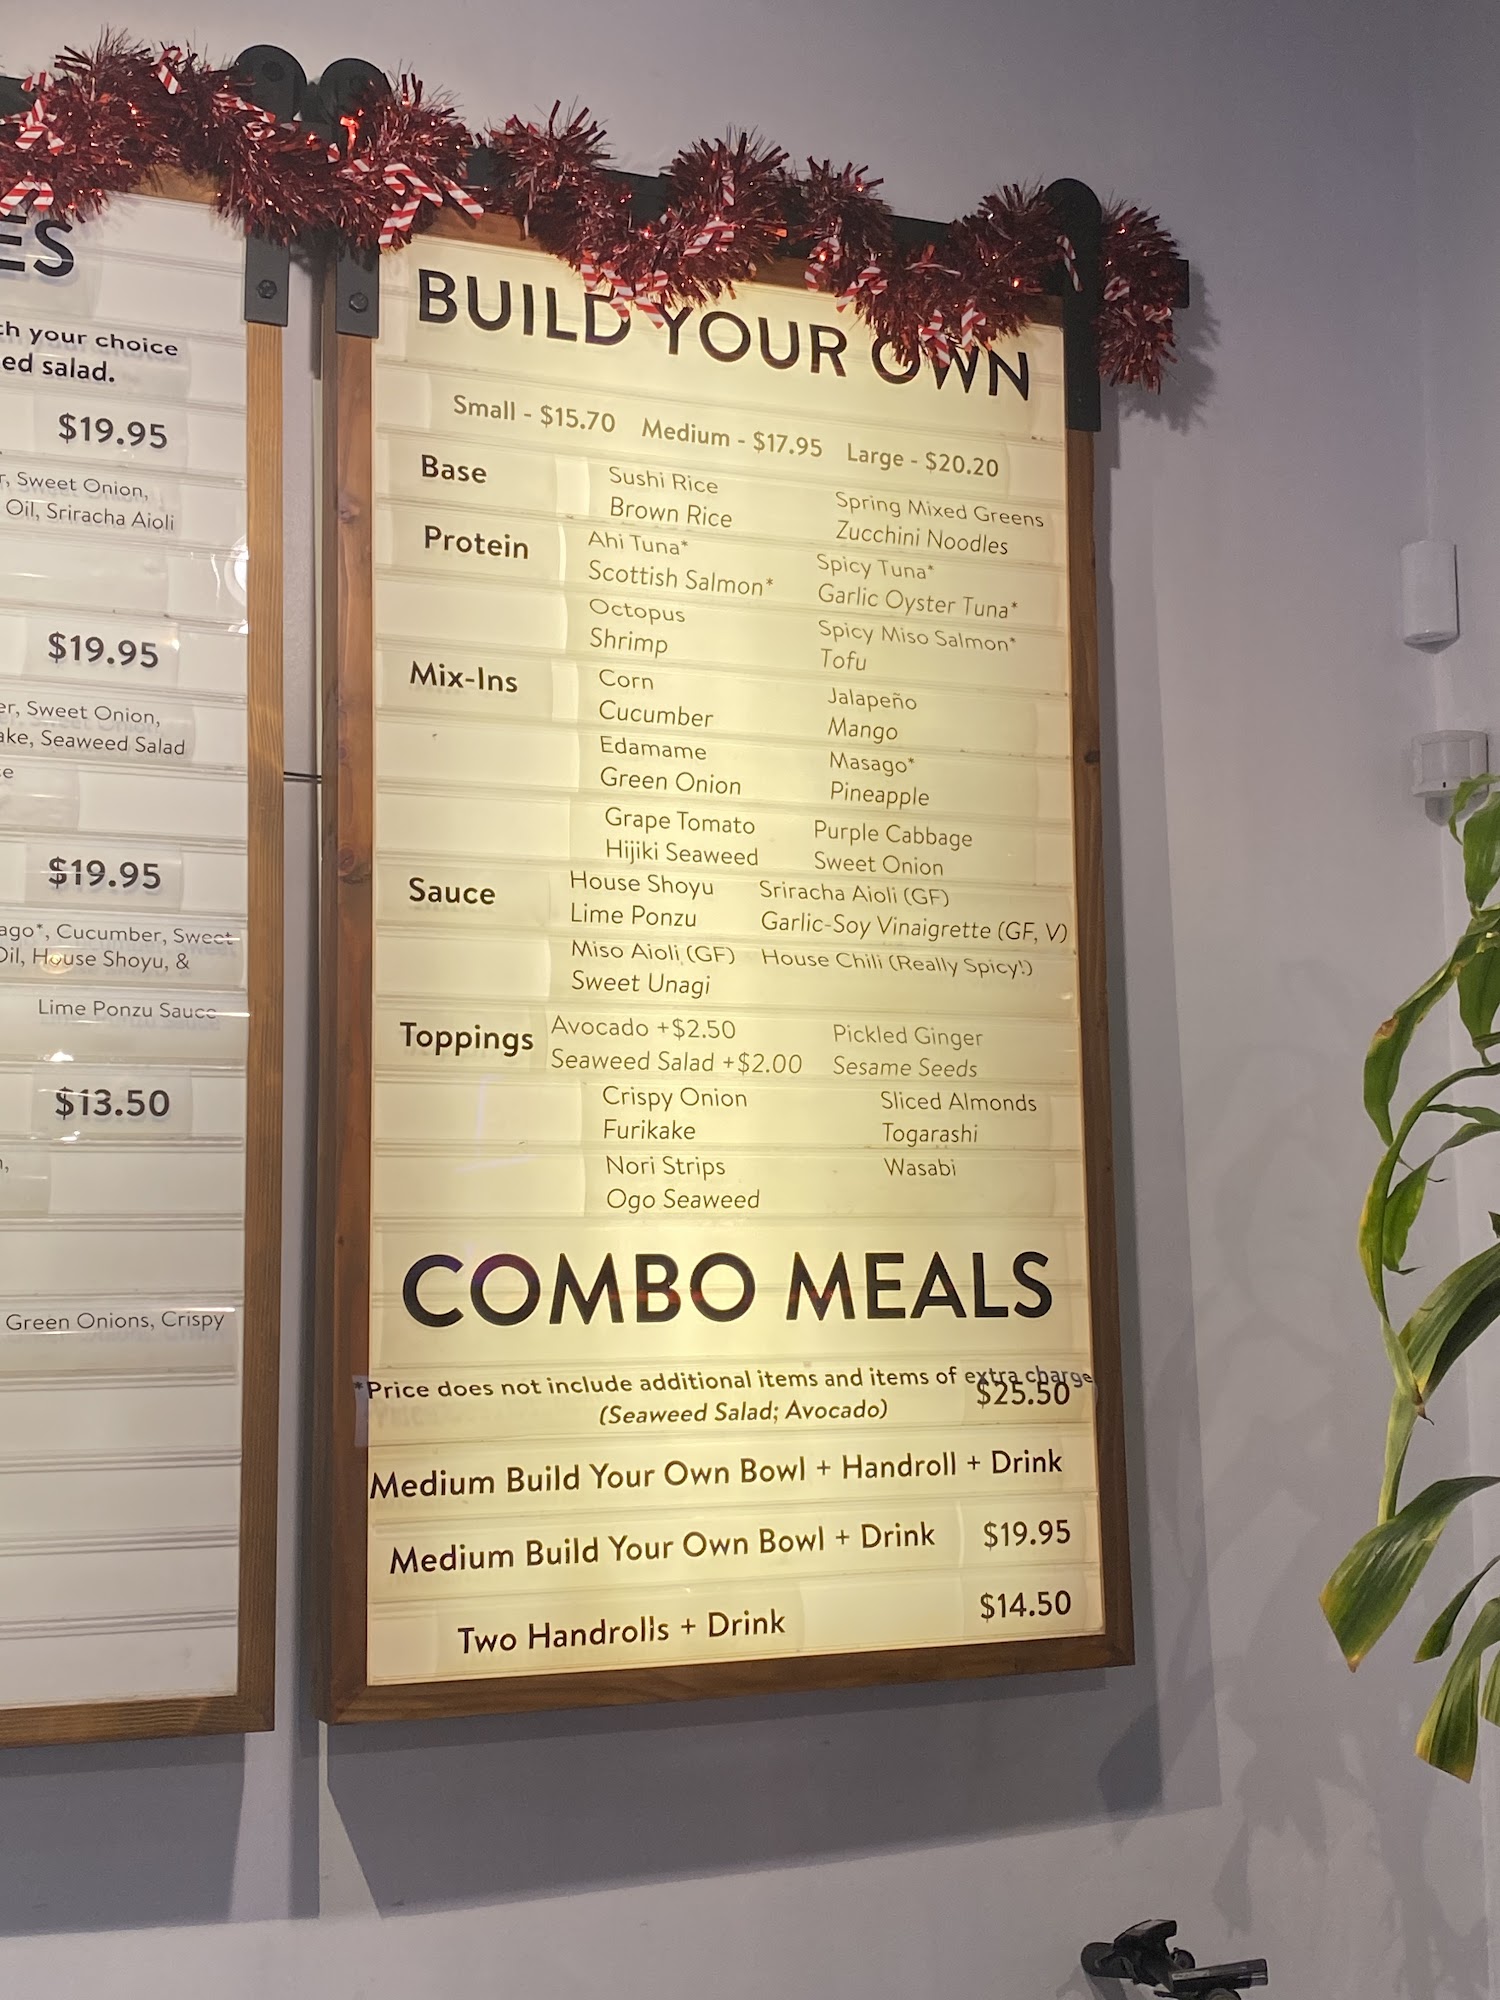 ES
th your choice
ed salad.
$19.95
r, Sweet Onion,
Oil, Sriracha Aioli
$19.95
er, Sweet Onion,
ake, Seaweed Salad
ce
$19.95
ago*, Cucumber, Sweet
Oil, House Shoyu, &
Lime Ponzu Sauce
$13.50
Green Onions, Crispy
BUILD YOUR OWN
Small - $15.70 Medium - $17.95 Large - $20.20
Base Sushi Rice Spring Mixed Greens
Brown Rice Zucchini Noodles
Protein Ahi Tuna* Spicy Tuna*
Scottish Salmon* Garlic Oyster Tuna*
Octopus Spicy Miso Salmon*
Shrimp Tofu
Mix-Ins Corn Jalapeño
Cucumber Mango
Edamame Masago*
Green Onion Pineapple
Grape Tomato Purple Cabbage
Hijiki Seaweed Sweet Onion
Sauce House Shoyu Sriracha Aioli (GF)
Lime Ponzu Garlic-Soy Vinaigrette (GF, V)
Miso Aioli (GF) House Chili (Really Spicy!)
Sweet Unagi
Toppings Avocado +$2.50 Pickled Ginger
Seaweed Salad +$2.00 Sesame Seeds
Crispy Onion Sliced Almonds
Furikake Togarashi
Nori Strips Wasabi
Ogo Seaweed
COMBO MEALS
*Price does not include additional items and items of extra charge
(Seaweed Salad; Avocado) $25.50
Medium Build Your Own Bowl + Handroll + Drink
Medium Build Your Own Bowl + Drink $19.95
Two Handrolls + Drink $14.50